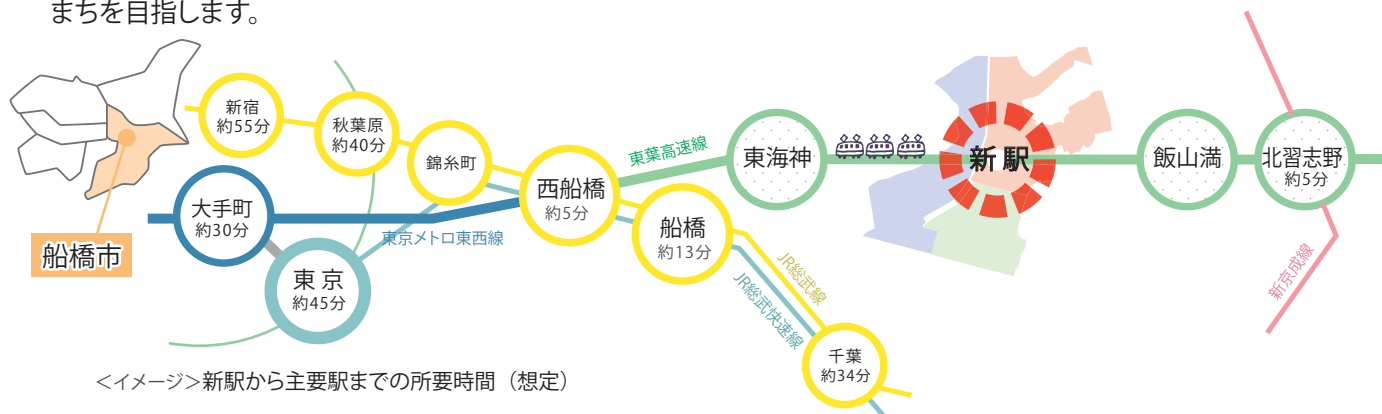 まちを目指します。
新宿
約55分
秋葉原
約40分
錦糸町
大手町
約30分
東京
約45分
東京メトロ東西線
船橋市
西船橋
約5分
東葉高速線
船橋
約13分
JR総武線
JR総武快速線
千葉
約34分
東海神
新駅
飯山満
北習志野
約5分
新京成線
<イメージ>新駅から主要駅までの所要時間（想定）